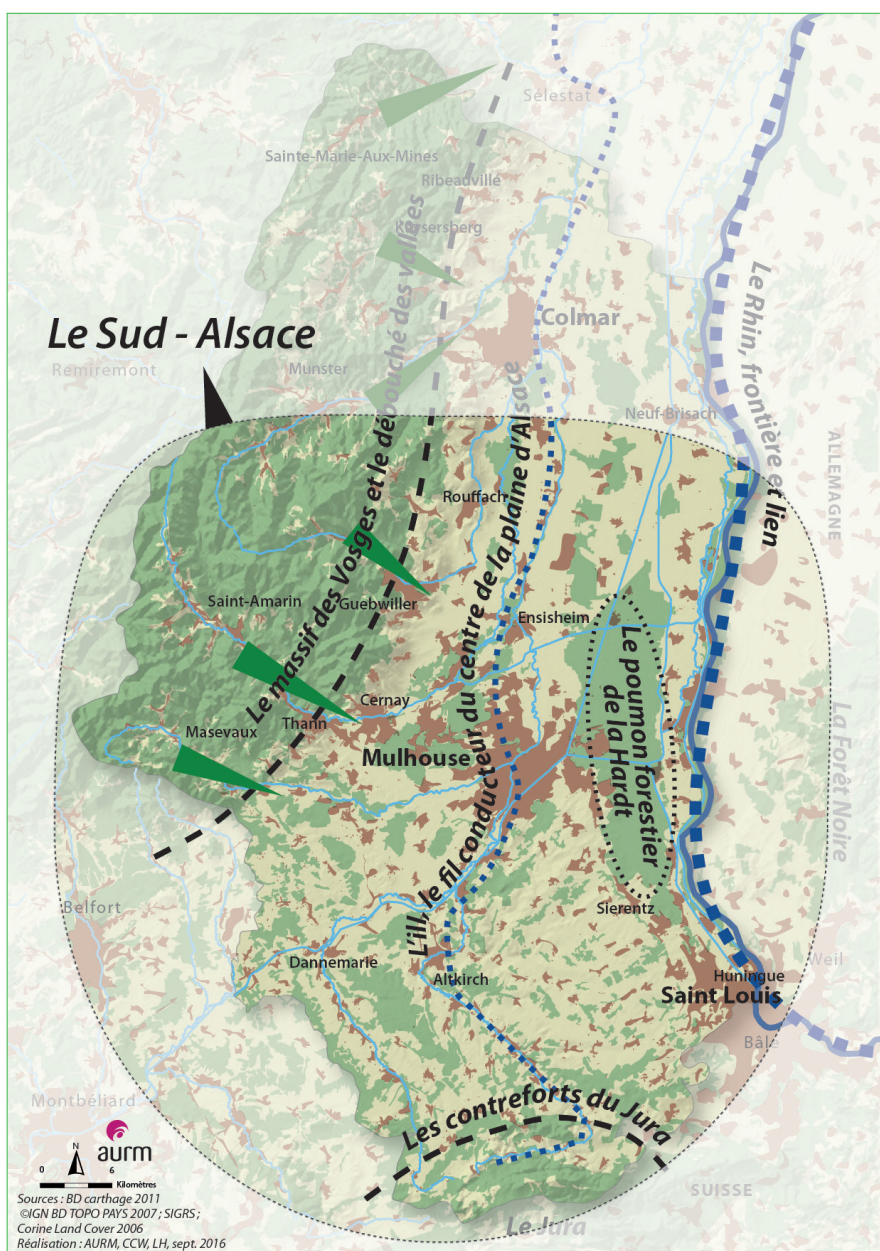 Sélestat
Sainte-Marie-Aux-Mines
Ribeauvillé
Kaysersberg
Le Rhin, frontière et lien
Colmar
Le Sud - Alsace
Remiremont
Munster
Neuf-Brisach
ALLEMAGNE
Le massif des Vosges et le débouché des vallées
L'ill, le fil conducteur du centre de la plaine d'Alsace
Rouffach
Saint-Amarin
Guebwiller
Ensisheim
Le poumon forestier
de la Hardt
Cernay
Thann
Masevaux
Mulhouse
La Forêt Noire
Belfort
Sierentz
Dannemarie
Altkirch
Weil
Huningue
Saint Louis
Bâle
Montbéliard
Les contreforts du Jura
SUISSE
Le Jura
aurm
N
0 6
Kilomètres
Sources : BD carthage 2011
©IGN BD TOPO PAYS 2007 ; SIGRS ;
Corine Land Cover 2006
Réalisation : AURM, CCW, LH, sept. 2016